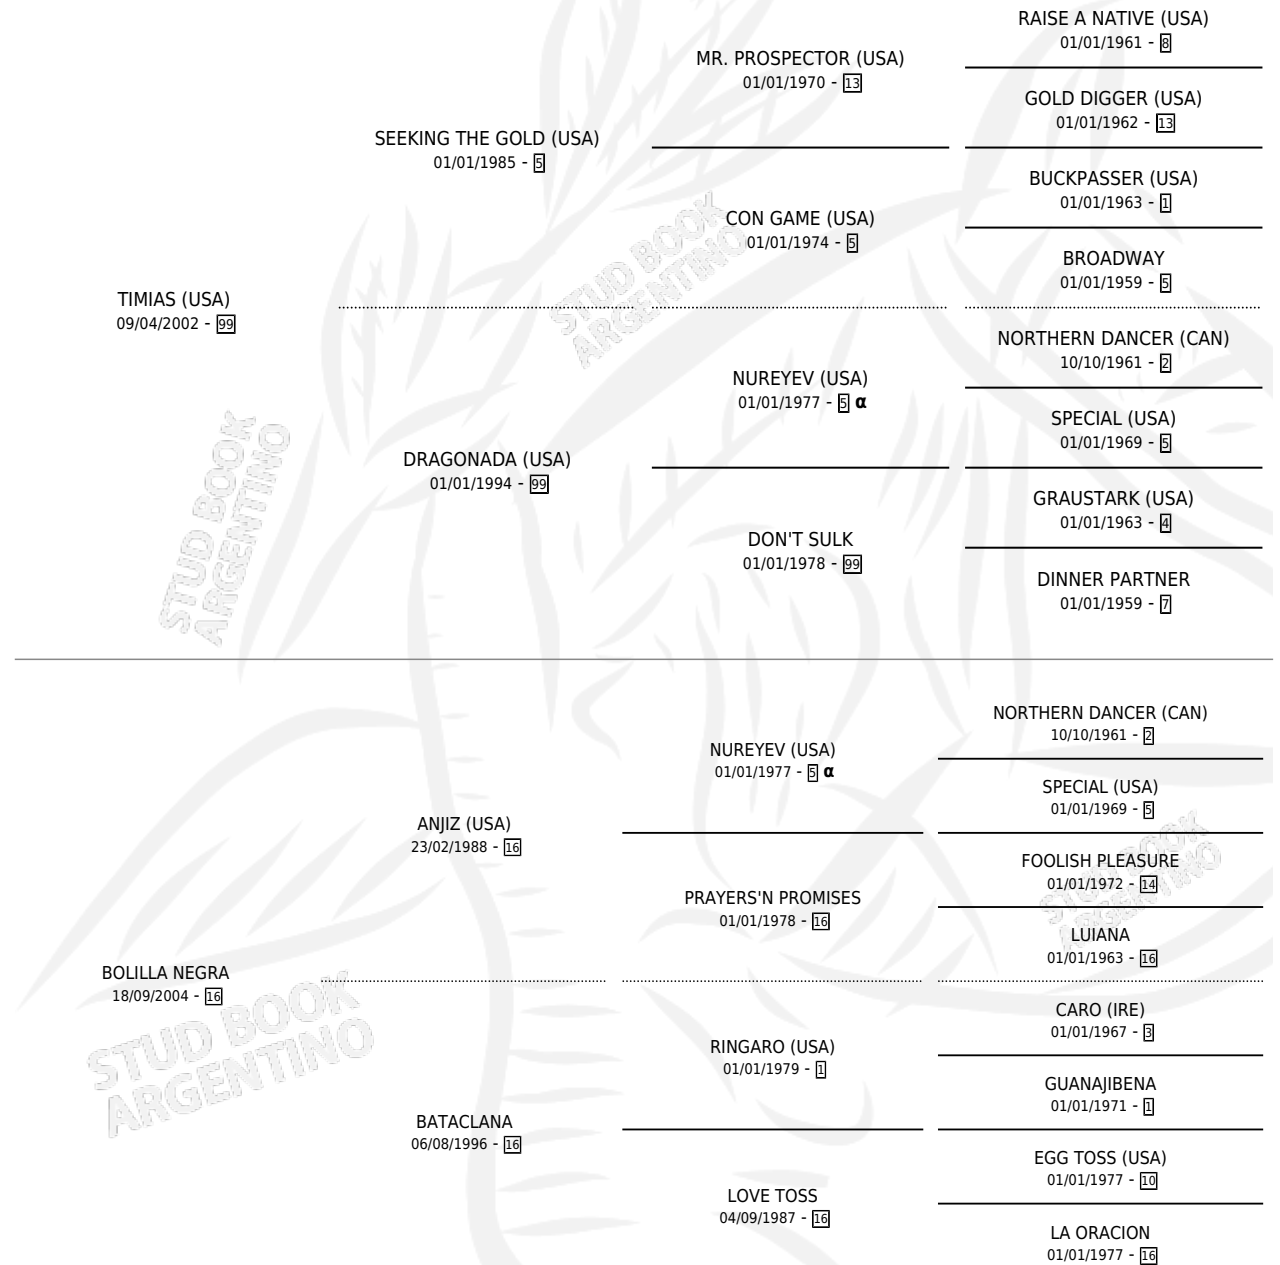 RAISE A NATIVE (USA)
01/01/1961 - 8
MR. PROSPECTOR (USA)
01/01/1970 - 13
GOLD DIGGER (USA)
01/01/1962 - 13
SEEKING THE GOLD (USA)
01/01/1985 - 5
BUCKPASSER (USA)
01/01/1963 - 1
CON GAME (USA)
01/01/1974 - 5
BROADWAY
01/01/1959 - 5
STUD BOOK
ARGENTINO
TIMIAS (USA)
09/04/2002 - 99
NORTHERN DANCER (CAN)
10/10/1961 - 2
NUREYEV (USA)
01/01/1977 - 5 α
SPECIAL (USA)
01/01/1969 - 5
DRAGONADA (USA)
01/01/1994 - 99
GRAUSTARK (USA)
01/01/1963 - 4
DON'T SULK
01/01/1978 - 99
DINNER PARTNER
01/01/1959 - 7
STUD BOOK
ARGENTINO
NORTHERN DANCER (CAN)
10/10/1961 - 2
NUREYEV (USA)
01/01/1977 - 5 α
SPECIAL (USA)
01/01/1969 - 5
ANJIZ (USA)
23/02/1988 - 16
FOOLISH PLEASURE
01/01/1972 - 14
PRAYERS'N PROMISES
01/01/1978 - 16
LUIANA
01/01/1963 - 16
STUD BOOK
ARGENTINO
BOLILLA NEGRA
18/09/2004 - 16
CARO (IRE)
01/01/1967 - 3
RINGARO (USA)
01/01/1979 - 1
GUANAJIBENA
01/01/1971 - 1
STUD BOOK
ARGENTINO
BATACLANA
06/08/1996 - 16
EGG TOSS (USA)
01/01/1977 - 10
LOVE TOSS
04/09/1987 - 16
LA ORACION
01/01/1977 - 16